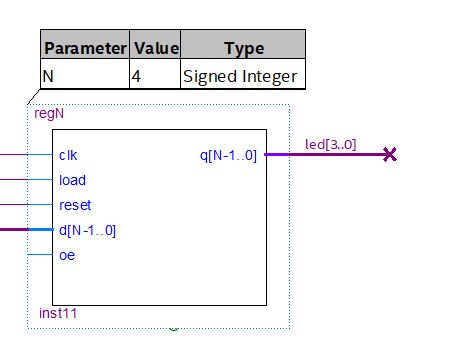 Parameter Value Type
N 4 Signed Integer
regN
clk q[N-1..0] led[3..0]
load
reset
d[N-1..0]
oe
inst11